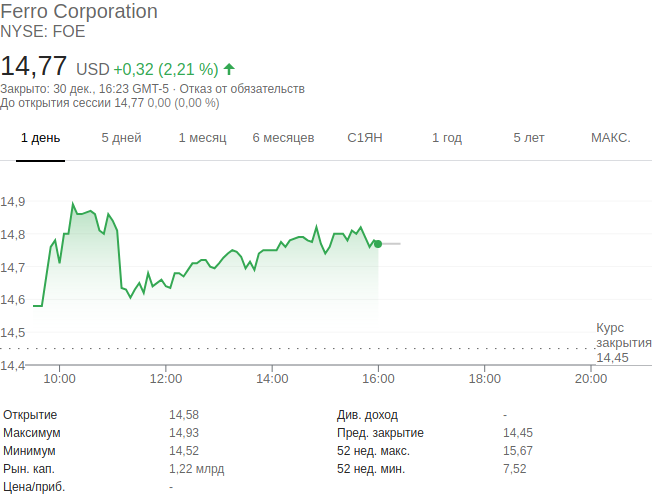 Ferro Corporation
NYSE: FOE
14,77 USD +0,32 (2,21 %)
Закрыто: 30 дек., 16:23 GMT-5 · Отказ от обязательств
До открытия сессии 14,77 0,00 (0,00 %)
1 день 5 дней 1 месяц 6 месяцев С1ЯН 1 год 5 лет МАКС.
14,9
14,8
14,7
14,6
14,5
14,4
Курс
закрытия
14,45
10:00 12:00 14:00 16:00 18:00 20:00
Открытие 14,58 Див. доход -
Максимум 14,93 Пред. закрытие 14,45
Минимум 14,52 52 нед. макс. 15,67
Рын. кап. 1,22 млрд 52 нед. мин. 7,52
Цена/приб. -